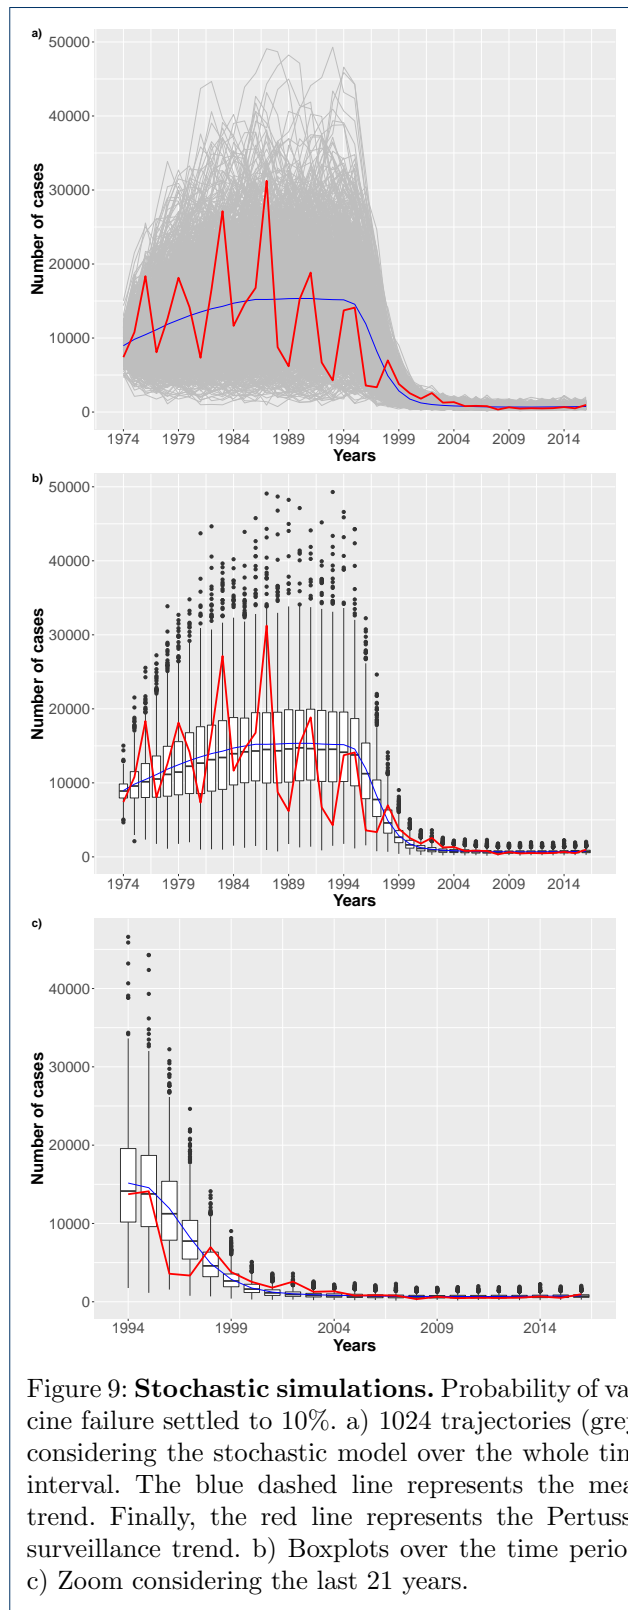 a)
50000
40000
30000
20000
10000
0
Number of cases
1974 1979 1984 1989 1994 1999 2004 2009 2014
Years
b)
50000
40000
30000
20000
10000
0
Number of cases
1974 1979 1984 1989 1994 1999 2004 2009 2014
Years
c)
40000
30000
20000
10000
0
Number of cases
1994 1999 2004 2009 2014
Years
Figure 9: Stochastic simulations. Probability of va
cine failure settled to 10%. a) 1024 trajectories (grey
considering the stochastic model over the whole tim
interval. The blue dashed line represents the mea
trend. Finally, the red line represents the Pertuss
surveillance trend. b) Boxplots over the time perio
c) Zoom considering the last 21 years.